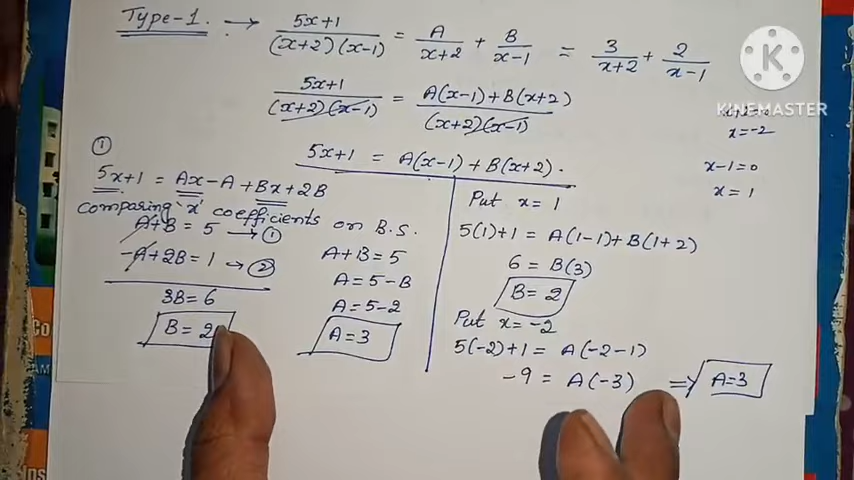 Type-1. → 5x+1/(x+2)(x-1) = A/x+2 + B/x-1 = 3/x+2 + 2/x-1
5x+1/(x+2)(x-1) = A(x-1)+B(x+2)/(x+2)(x-1)
x=-2
x-1=0
x=1
5x+1 = A(x-1)+B(x+2).
①
5x+1 = Ax-A+Bx+2B
comparing 'x' coefficients on B.S.
A+B=5 → ①
-A+2B=1 → ②
3B=6
B=2
A+B=5
A=5-B
A=5-2
A=3
Put x=1
5(1)+1 = A(1-1)+B(1+2)
6 = B(3)
B=2
Put x=-2
5(-2)+1 = A(-2-1)
-9 = A(-3) ⇒ A=3
K
KINEMASTER